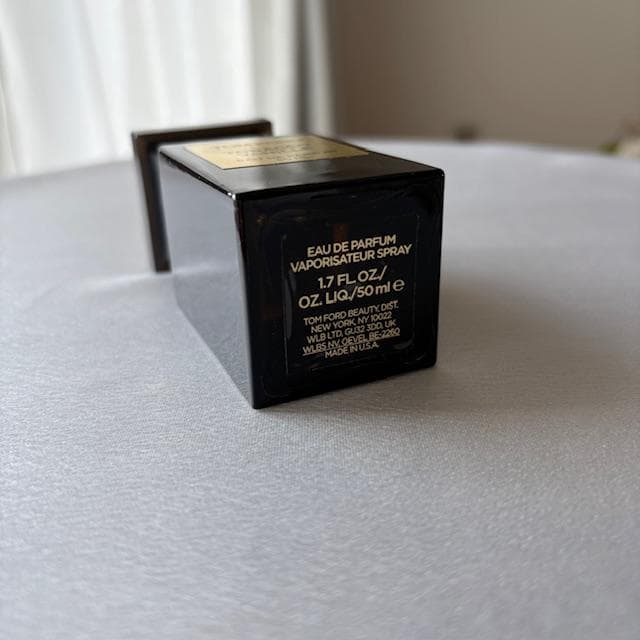 EAU DE PARFUM
VAPORISATEUR SPRAY
1.7 FL.OZ./
OZ. LIQ./50 ml e
TOM FORD BEAUTY, DIST.
NEW YORK, NY 10022
WLB LTD. GU32 3DD, UK
WLBS NV, OEVEL BE-2260
MADE IN U.S.A.